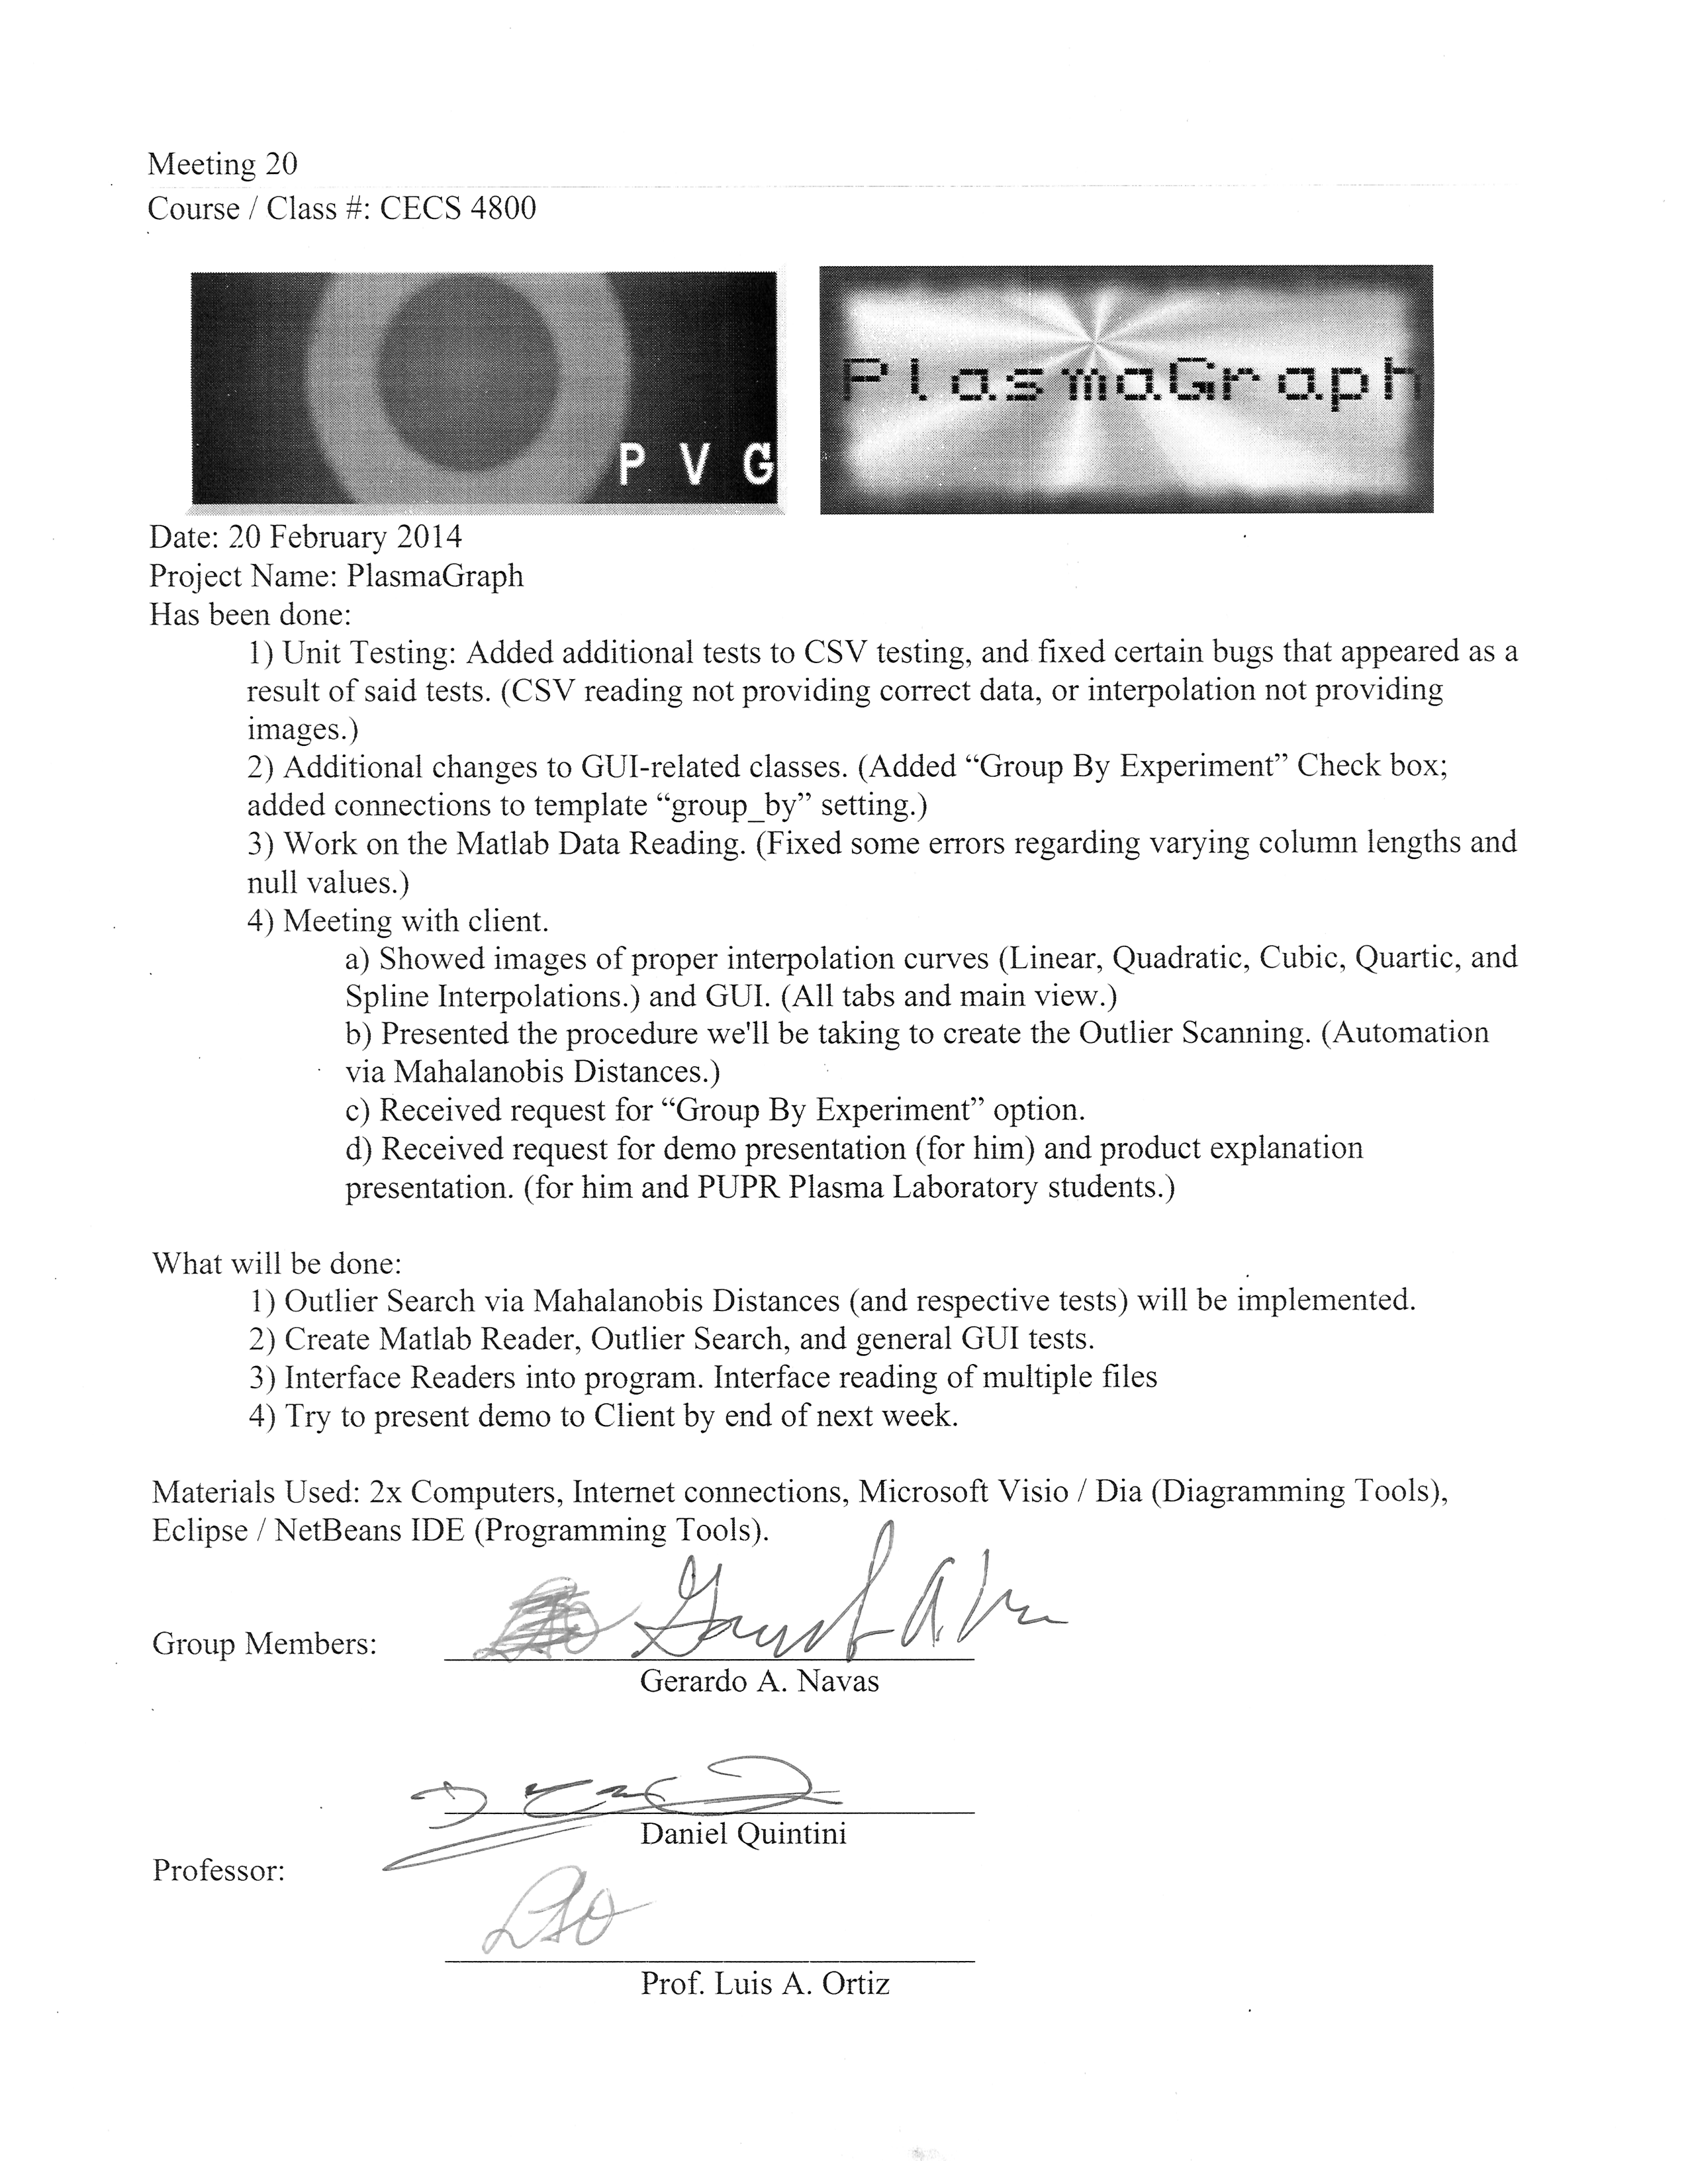 Meeting 20
Course / Class #: CECS 4800
P V G
PlasmaGraph
Date: 20 February 2014
Project Name: PlasmaGraph
Has been done:
1) Unit Testing: Added additional tests to CSV testing, and fixed certain bugs that appeared as a
result of said tests. (CSV reading not providing correct data, or interpolation not providing
images.)
2) Additional changes to GUI-related classes. (Added “Group By Experiment” Check box;
added connections to template “group_by” setting.)
3) Work on the Matlab Data Reading. (Fixed some errors regarding varying column lengths and
null values.)
4) Meeting with client.
a) Showed images of proper interpolation curves (Linear, Quadratic, Cubic, Quartic, and
Spline Interpolations.) and GUI. (All tabs and main view.)
b) Presented the procedure we'll be taking to create the Outlier Scanning. (Automation
via Mahalanobis Distances.)
c) Received request for “Group By Experiment” option.
d) Received request for demo presentation (for him) and product explanation
presentation. (for him and PUPR Plasma Laboratory students.)
What will be done:
1) Outlier Search via Mahalanobis Distances (and respective tests) will be implemented.
2) Create Matlab Reader, Outlier Search, and general GUI tests.
3) Interface Readers into program. Interface reading of multiple files
4) Try to present demo to Client by end of next week.
Materials Used: 2x Computers, Internet connections, Microsoft Visio / Dia (Diagramming Tools),
Eclipse / NetBeans IDE (Programming Tools).
Group Members:
Gerardo A. Navas
Daniel Quintini
Professor:
Prof. Luis A. Ortiz